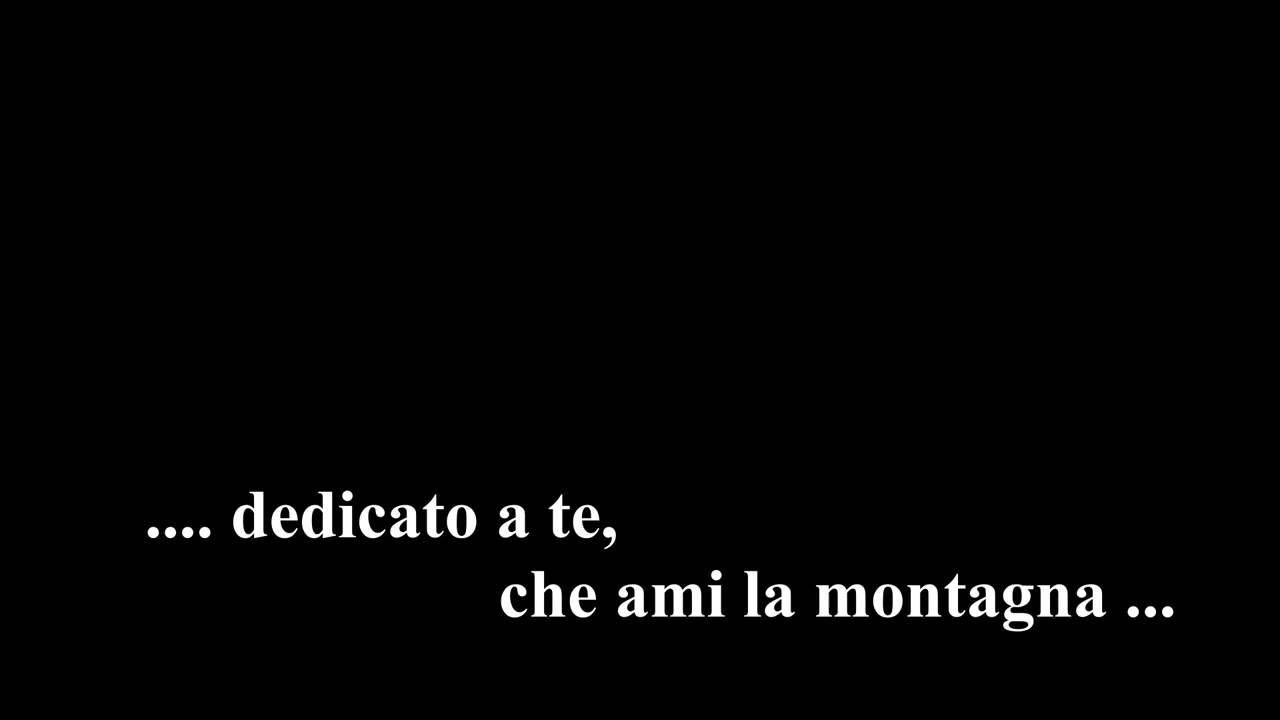 .... dedicato a te,
che ami la montagna ...